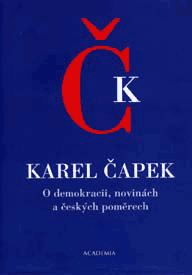 Č
K
KAREL ČAPEK
O demokracii, novinách
a českých poměrech
ACADEMIA